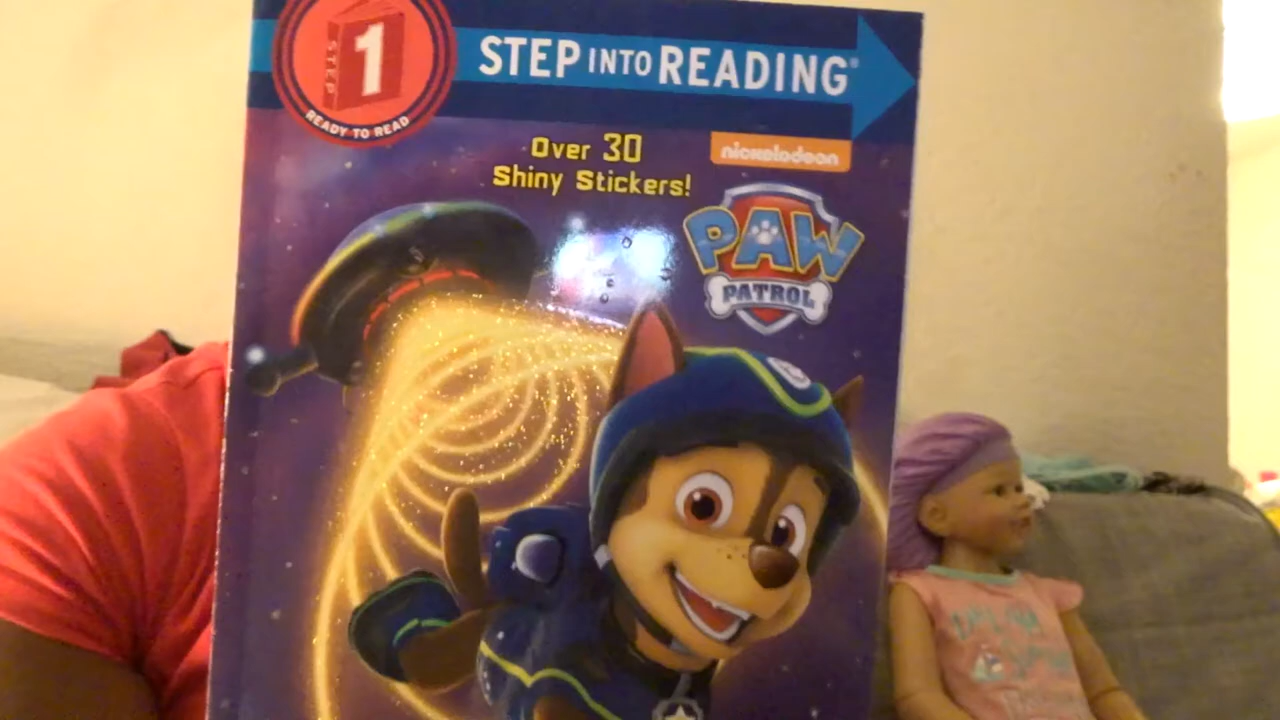 STEP 1
READY TO READ
STEP INTO READING®
Over 30
Shiny Stickers!
nickelodeon
PAW
PATROL